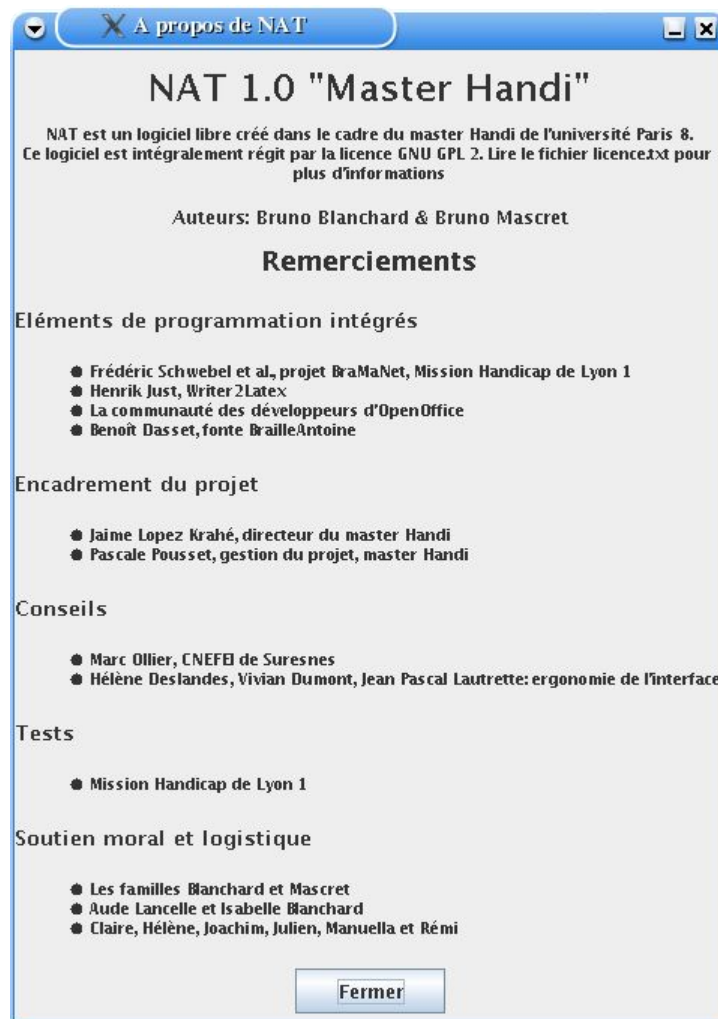 A propos de NAT
NAT 1.0 "Master Handi"
NAT est un logiciel libre créé dans le cadre du master Handi de l'université Paris 8.
Ce logiciel est intégralement régit par la licence GNU GPL 2. Lire le fichier licence.txt pour
plus d'informations
Auteurs: Bruno Blanchard & Bruno Mascret
Remerciements
Eléments de programmation intégrés
Frédéric Schwebel et al., projet BraMaNet, Mission Handicap de Lyon 1
Henrik Just, Writer2Latex
La communauté des développeurs d'OpenOffice
Benoît Dasset, fonte BrailleAntoine
Encadrement du projet
Jaime Lopez Krahé, directeur du master Handi
Pascale Pousset, gestion du projet, master Handi
Conseils
Marc Ollier, CNEFEI de Suresnes
Hélène Deslandes, Vivian Dumont, Jean Pascal Lautrette: ergonomie de l'interface
Tests
Mission Handicap de Lyon 1
Soutien moral et logistique
Les familles Blanchard et Mascret
Aude Lancelle et Isabelle Blanchard
Claire, Hélène, Joachim, Julien, Manuella et Rémi
Fermer